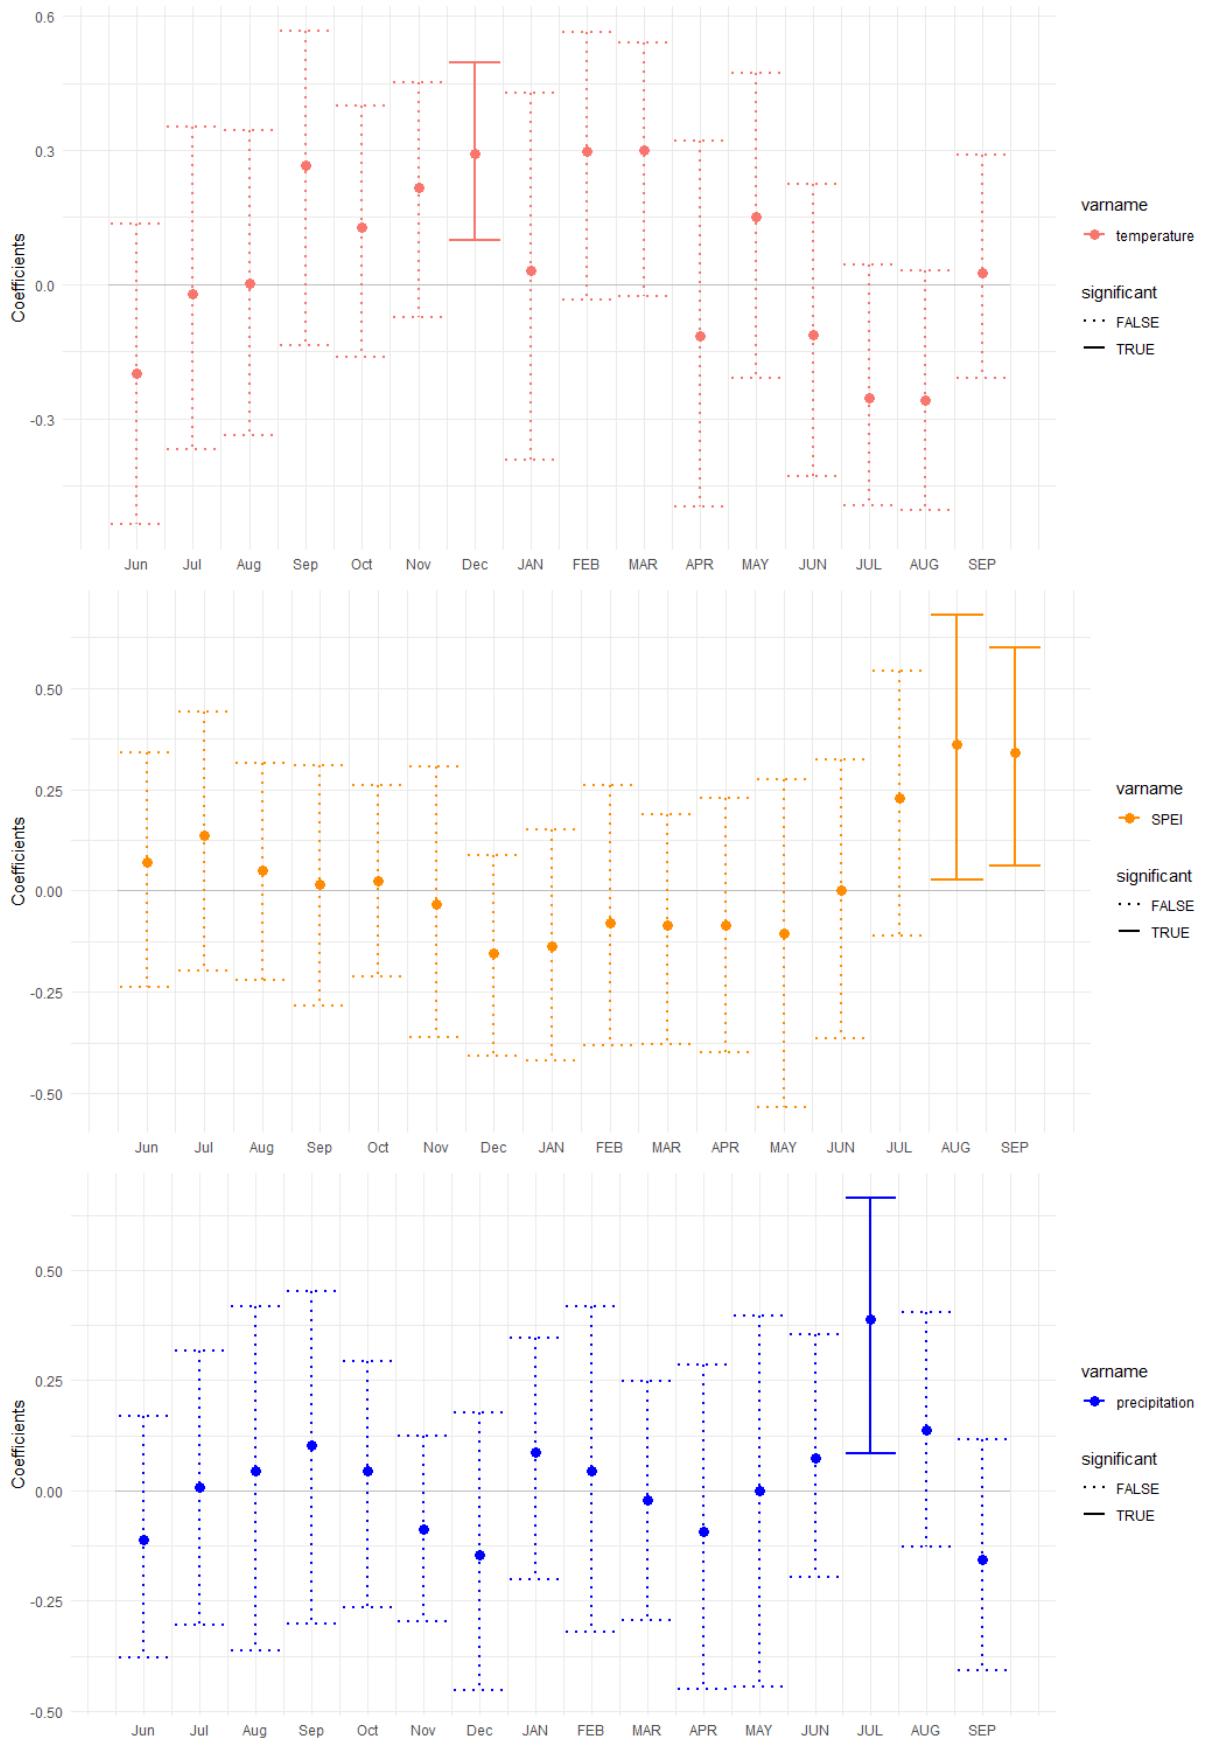 0.6
0.3
0.0
-0.3
Coefficients
Jun Jul Aug Sep Oct Nov Dec JAN FEB MAR APR MAY JUN JUL AUG SEP
varname
temperature
significant
FALSE
TRUE
0.50
0.25
0.00
-0.25
-0.50
Coefficients
Jun Jul Aug Sep Oct Nov Dec JAN FEB MAR APR MAY JUN JUL AUG SEP
varname
SPEI
significant
FALSE
TRUE
0.50
0.25
0.00
-0.25
-0.50
Coefficients
Jun Jul Aug Sep Oct Nov Dec JAN FEB MAR APR MAY JUN JUL AUG SEP
varname
precipitation
significant
FALSE
TRUE